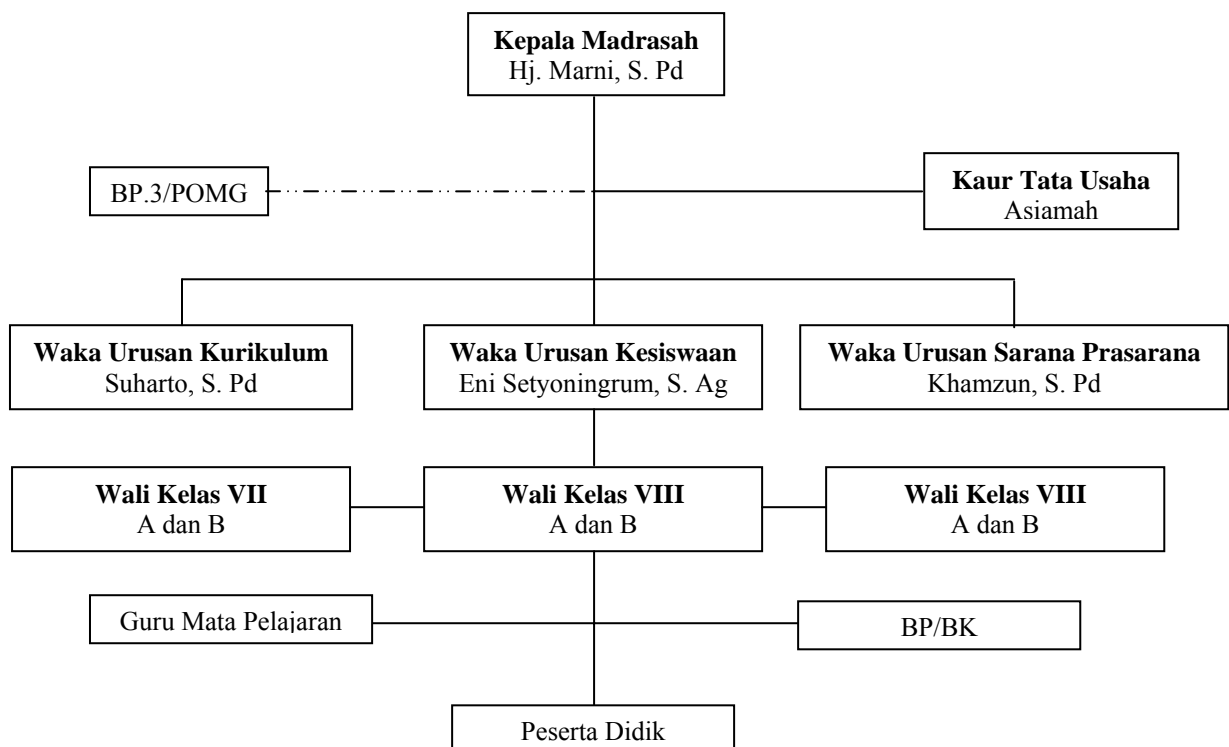 Kepala Madrasah
Hj. Marni, S. Pd
BP.3/POMG
Kaur Tata Usaha
Asiamah
Waka Urusan Kurikulum
Suharto, S. Pd
Waka Urusan Kesiswaan
Eni Setyoningrum, S. Ag
Waka Urusan Sarana Prasarana
Khamzun, S. Pd
Wali Kelas VII
A dan B
Wali Kelas VIII
A dan B
Wali Kelas VIII
A dan B
Guru Mata Pelajaran
BP/BK
Peserta Didik